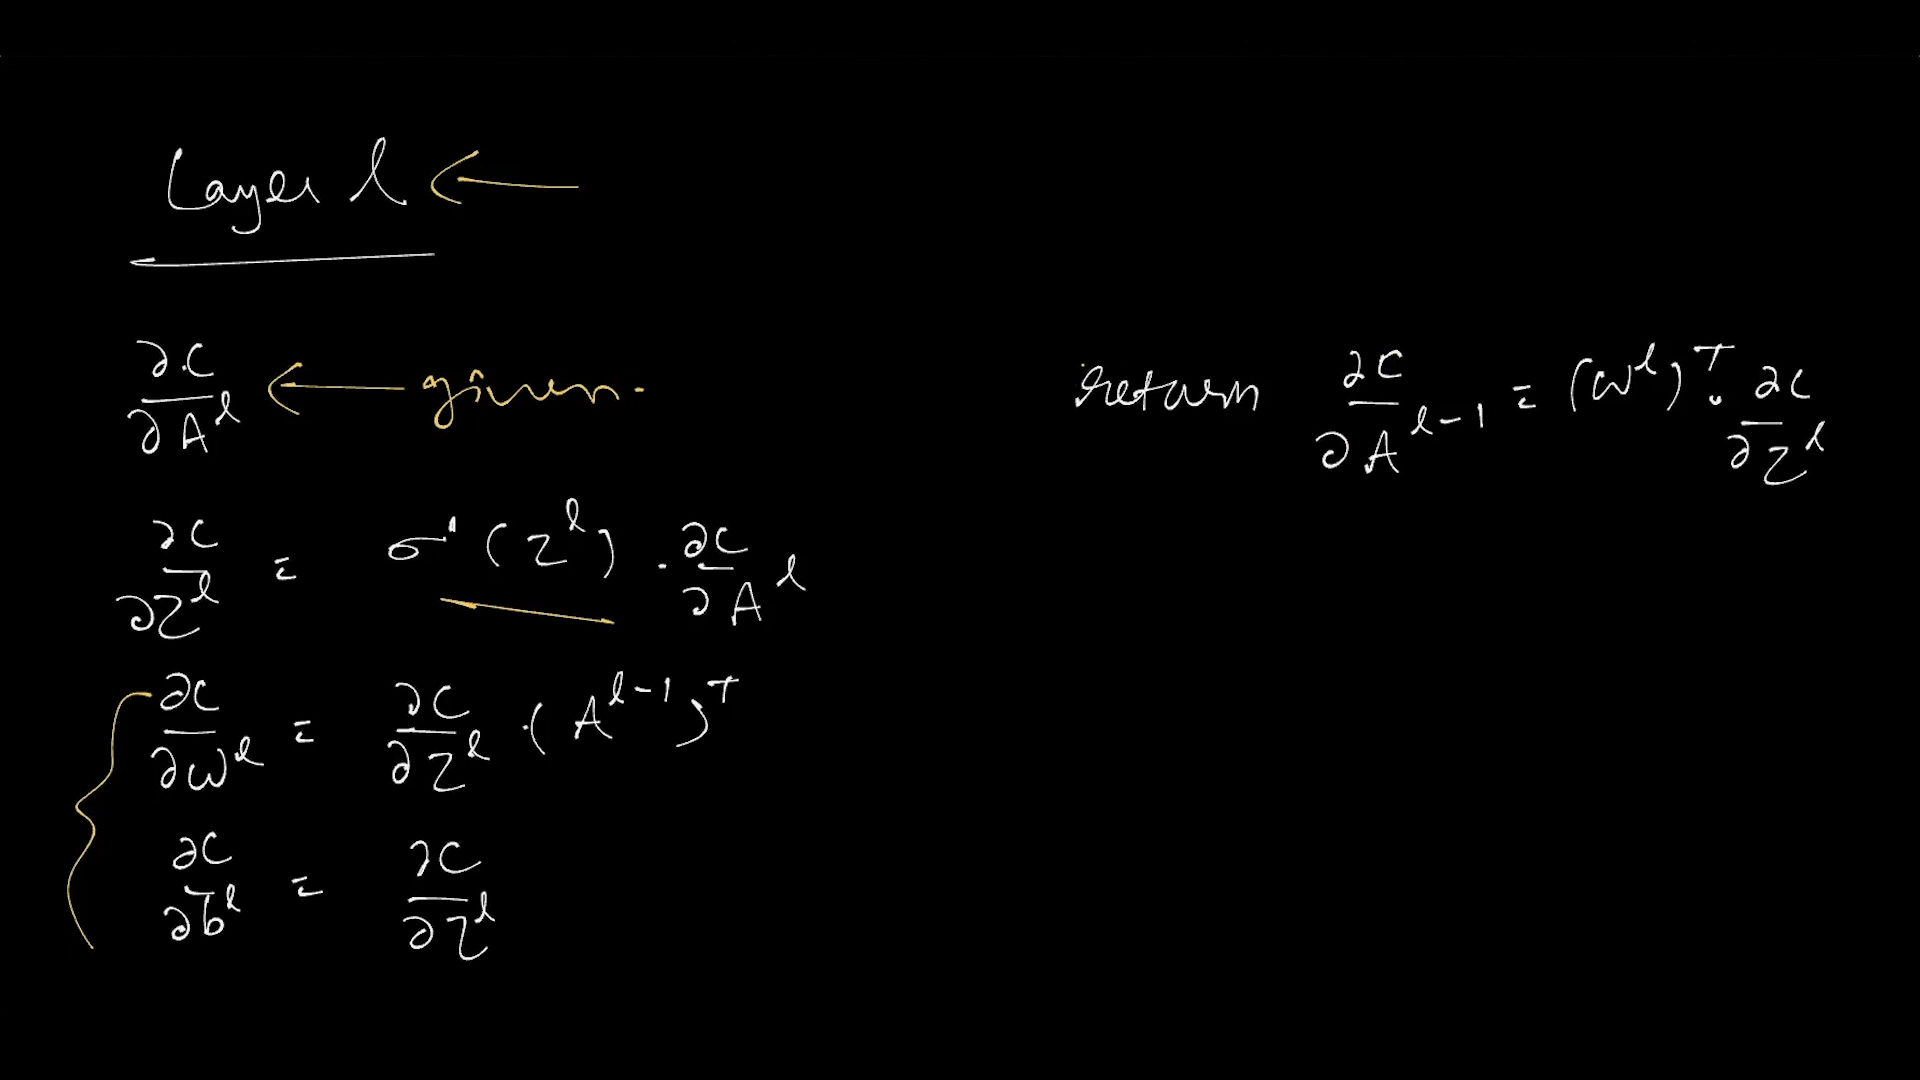 Layer l ←
∂C/∂A^l ← given.
return ∂C/∂A^{l-1} = (W^l)^T · ∂C/∂Z^l
∂C/∂Z^l = σ'(Z^l) · ∂C/∂A^l
∂C/∂W^l = ∂C/∂Z^l · (A^{l-1})^T
∂C/∂b^l = ∂C/∂Z^l